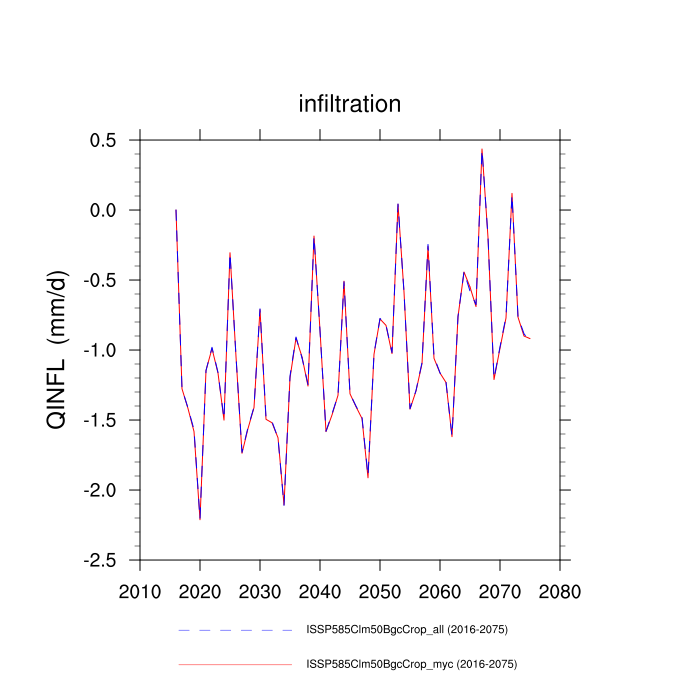 infiltration
QINFL (mm/d)
0.5
0.0
-0.5
-1.0
-1.5
-2.0
-2.5
2010 2020 2030 2040 2050 2060 2070 2080
ISSP585Clm50BgcCrop_all (2016-2075)
ISSP585Clm50BgcCrop_myc (2016-2075)